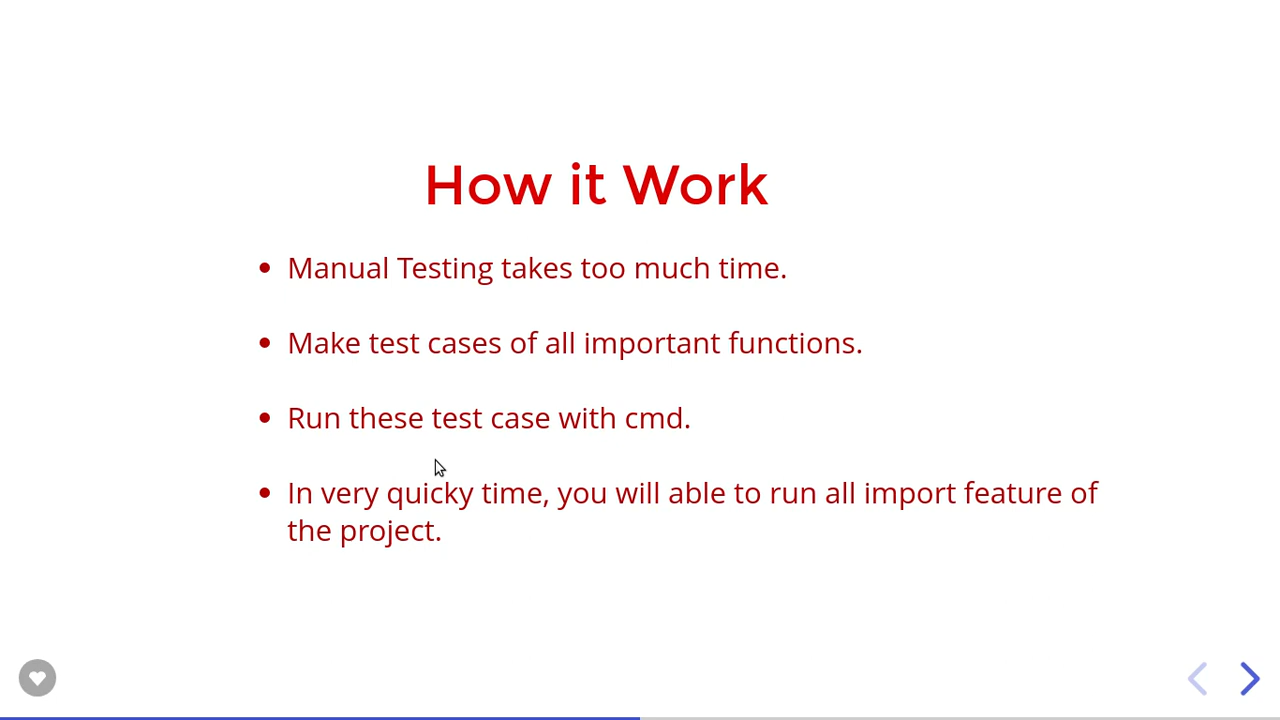 How it Work
Manual Testing takes too much time.
Make test cases of all important functions.
Run these test case with cmd.
In very quicky time, you will able to run all import feature of
the project.